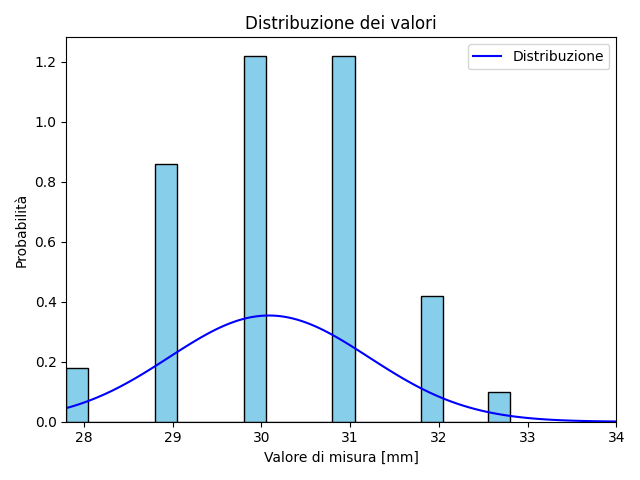 Distribuzione dei valori
Distribuzione
Probabilità
1.2
1.0
0.8
0.6
0.4
0.2
0.0
28 29 30 31 32 33 34
Valore di misura [mm]